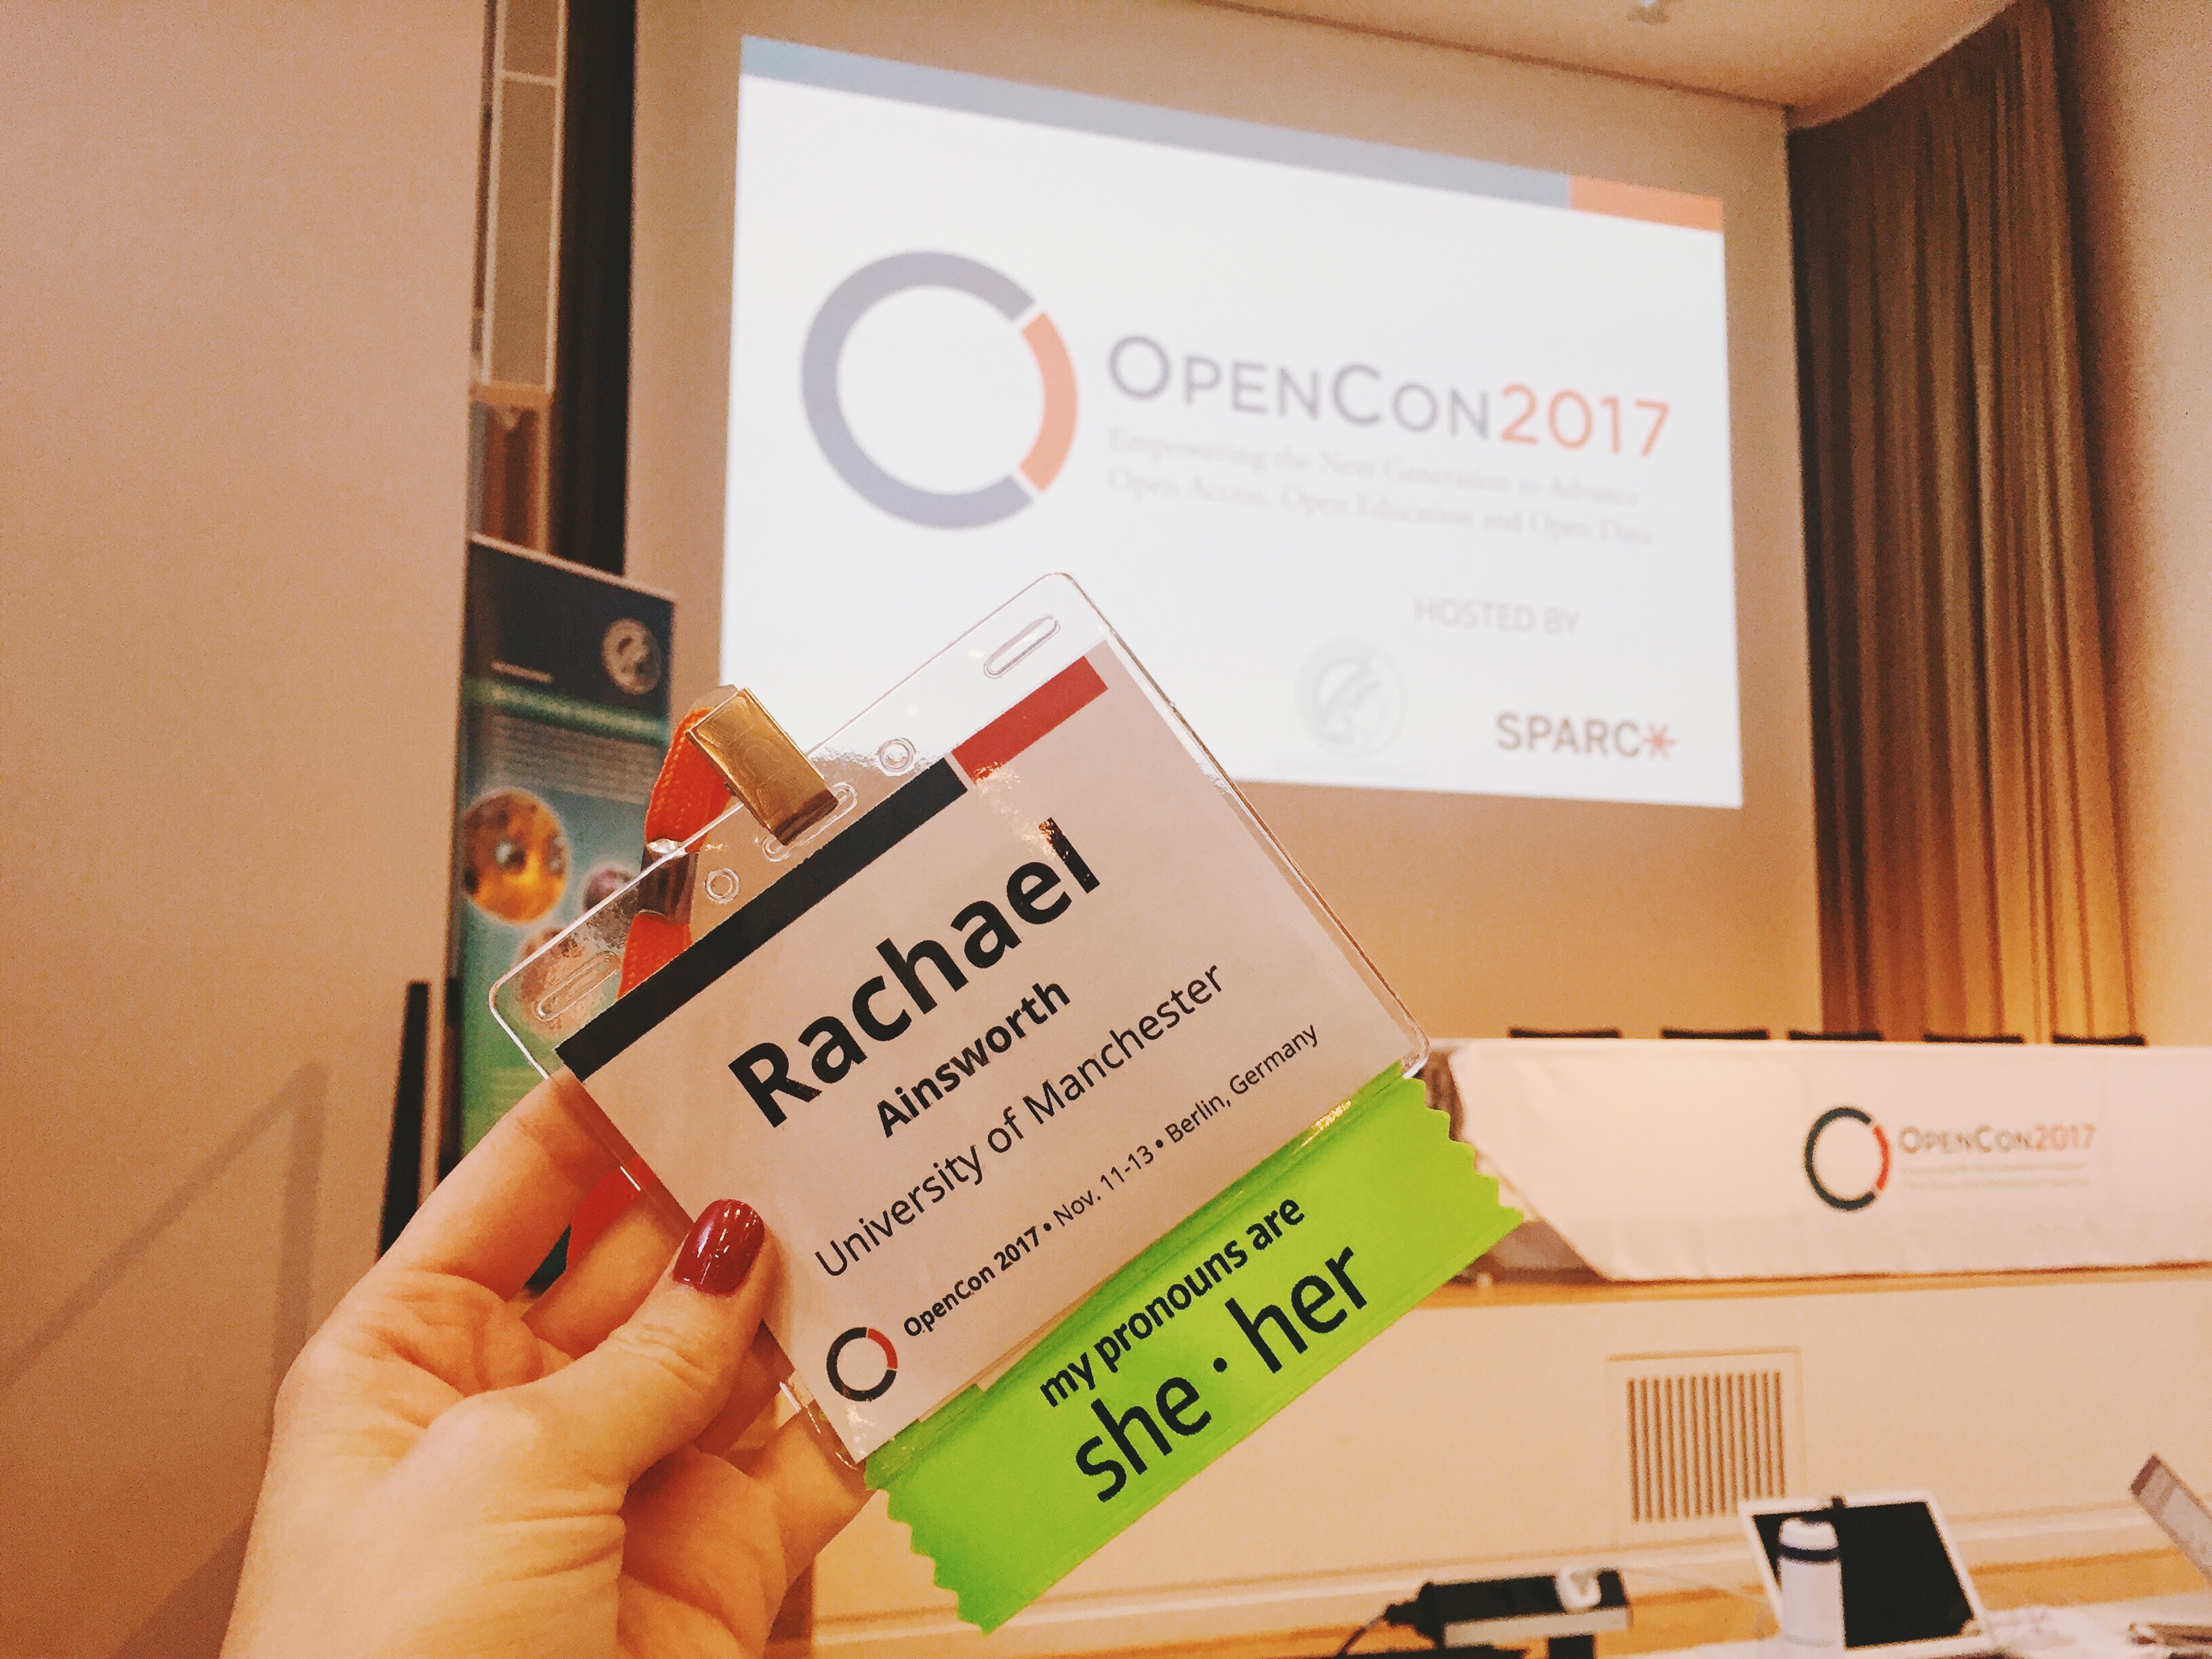 OPENCON2017
Empowering the Next Generation to Advance
Open Access, Open Education and Open Data
HOSTED BY
SPARC*
Rachael
Ainsworth
University of Manchester
OpenCon 2017 • Nov. 11-13 • Berlin, Germany
my pronouns are
she • her
OPENCON2017